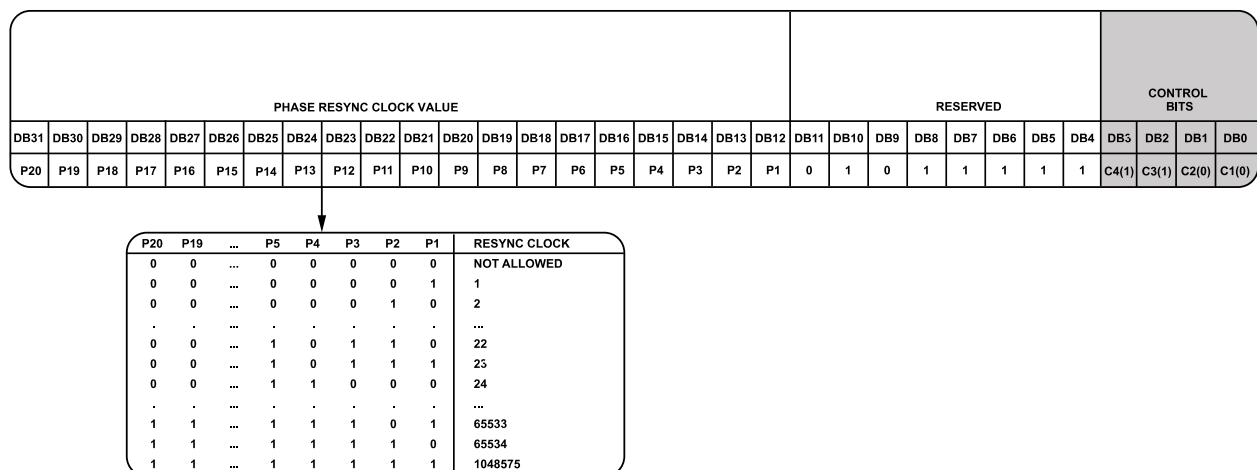 PHASE RESYNC CLOCK VALUE RESERVED CONTROL BITS
DB31 DB30 DB29 DB28 DB27 DB26 DB25 DB24 DB23 DB22 DB21 DB20 DB19 DB18 DB17 DB16 DB15 DB14 DB13 DB12 DB11 DB10 DB9 DB8 DB7 DB6 DB5 DB4 DB3 DB2 DB1 DB0
P20 P19 P18 P17 P16 P15 P14 P13 P12 P11 P10 P9 P8 P7 P6 P5 P4 P3 P2 P1 0 1 0 1 1 1 1 1 C4(1) C3(1) C2(0) C1(0)
P20 P19 ... P5 P4 P3 P2 P1 RESYNC CLOCK
0 0 ... 0 0 0 0 0 NOT ALLOWED
0 0 ... 0 0 0 0 1 1
0 0 ... 0 0 0 1 0 2
. . ... . . . . . ...
0 0 ... 1 0 1 1 0 22
0 0 ... 1 0 1 1 1 23
0 0 ... 1 1 0 0 0 24
. . ... . . . . . ...
1 1 ... 1 1 1 0 1 65533
1 1 ... 1 1 1 1 0 65534
1 1 ... 1 1 1 1 1 1048575